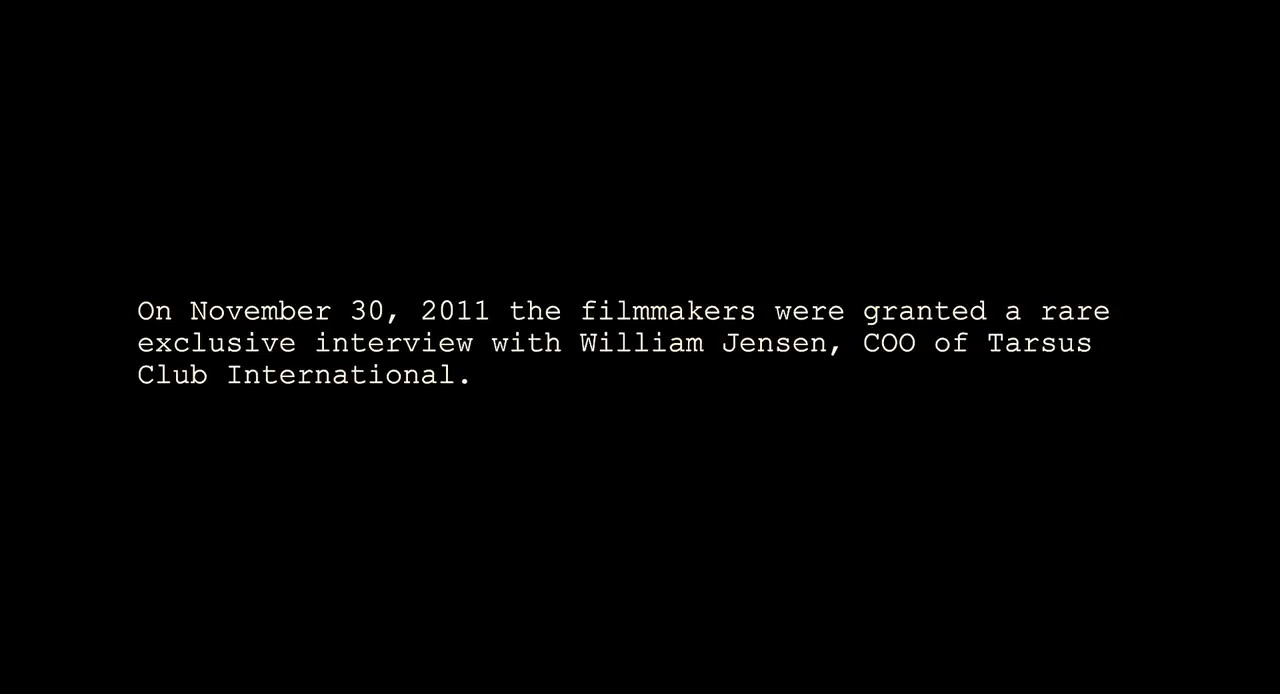 On November 30, 2011 the filmmakers were granted a rare
exclusive interview with William Jensen, COO of Tarsus
Club International.